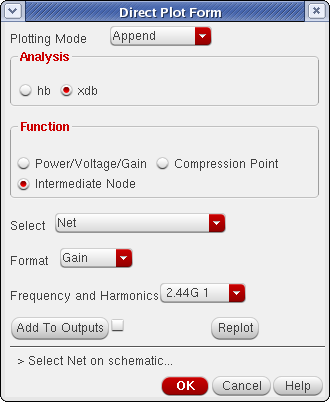 Direct Plot Form
Plotting Mode Append
Analysis
hb xdb
Function
Power/Voltage/Gain Compression Point
Intermediate Node
Select Net
Format Gain
Frequency and Harmonics 2.44G 1
Add To Outputs Replot
> Select Net on schematic...
OK Cancel Help